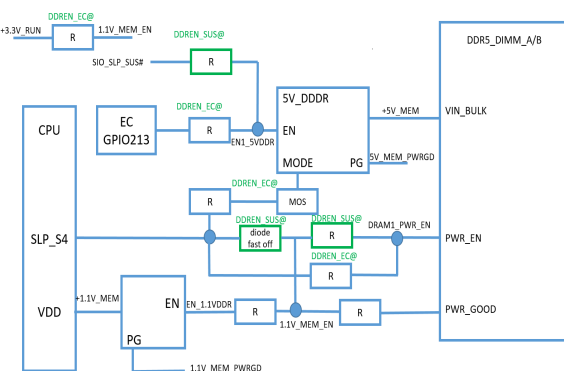 DDREN_EC@
+3.3V_RUN
R
1.1V_MEM_EN
DDREN_SUS@
SIO_SLP_SUS#
R
DDR5_DIMM_A/B
CPU
EC
GPIO213
DDREN_EC@
R
EN1_5VDDR
5V_DDDR
EN
MODE
PG
+5V_MEM
VIN_BULK
5V_MEM_PWRGD
DDREN_EC@
R
MOS
DDREN_SUS@
diode
fast off
DDREN_SUS@
R
DRAM1_PWR_EN
SLP_S4
PWR_EN
DDREN_EC@
R
VDD
+1.1V_MEM
EN
PG
EN_1.1VDDR
R
1.1V_MEM_EN
R
PWR_GOOD
1.1V_MEM_PWRGD